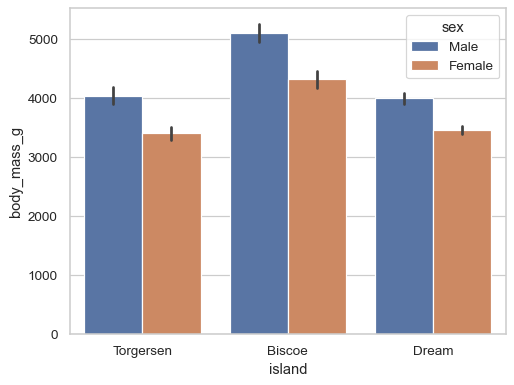 sex
Male
Female
5000
4000
3000
2000
1000
0
body_mass_g
Torgersen
Biscoe
Dream
island